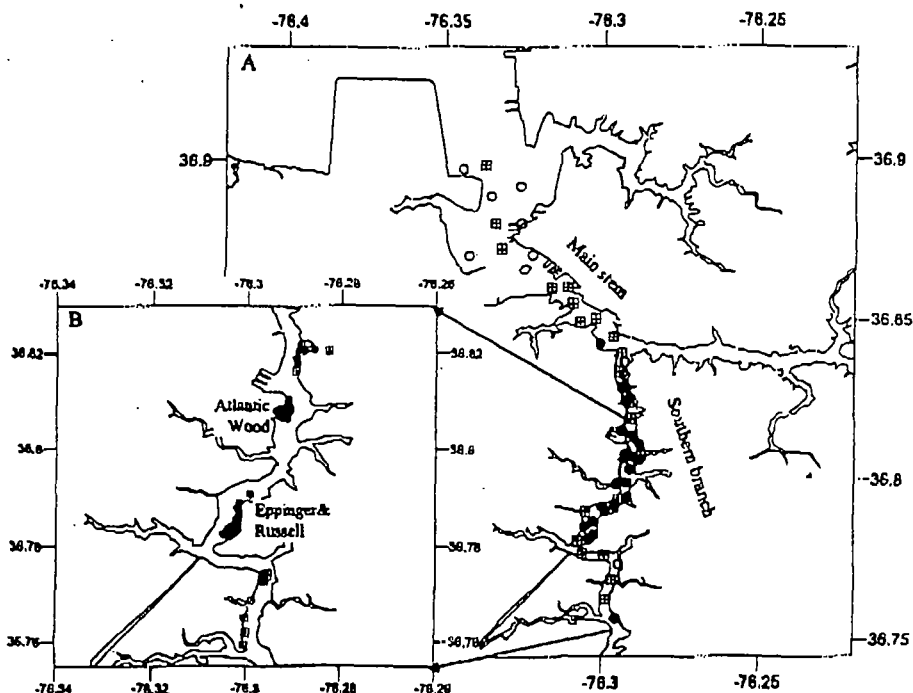 -76.4 -76.35 -76.3 -76.25
A
36.9 36.9
Main stem
-76.34 -76.32 -76.3 -76.28 -76.26
B
36.85
36.82 36.82
Atlantic
Wood
Southern branch
36.8 36.8
36.8
Eppinger&
Russell
36.78 36.78
36.76 36.76
36.75
-76.34 -76.32 -76.3 -76.28 -76.29
-76.3 -76.25